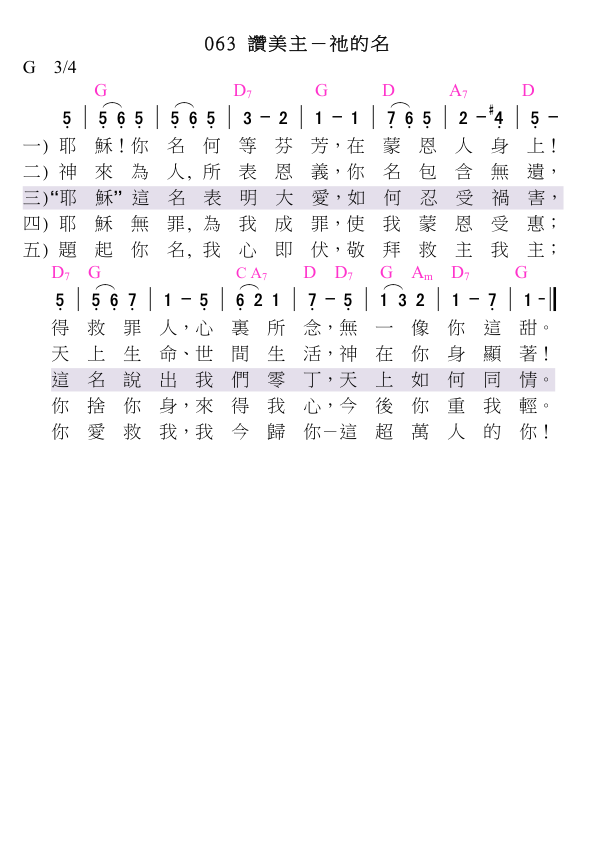 063 讚美主－祂的名
G 3/4
G D7 G D A7 D
5 | 5 6 5 | 5 6 5 | 3 - 2 | 1 - 1 | 7 6 5 | 2 - #4 | 5 -
一) 耶 穌！你 名 何 等 芬 芳，在 蒙 恩 人 身 上！
二) 神 來 為 人, 所 表 恩 義，你 名 包 含 無 遺，
三)“耶 穌” 這 名 表 明 大 愛，如 何 忍 受 禍 害，
四) 耶 穌 無 罪, 為 我 成 罪，使 我 蒙 恩 受 惠；
五) 題 起 你 名, 我 心 即 伏，敬 拜 救 主 我 主；
D7 G C A7 D D7 G Am D7 G
5 | 5 6 7 | 1 - 5 | 6 2 1 | 7 - 5 | 1 3 2 | 1 - 7 | 1 - ‖
得 救 罪 人，心 裏 所 念，無 一 像 你 這 甜。
天 上 生 命、世 間 生 活，神 在 你 身 顯 著！
這 名 說 出 我 們 零 丁，天 上 如 何 同 情。
你 捨 你 身，來 得 我 心，今 後 你 重 我 輕。
你 愛 救 我，我 今 歸 你－這 超 萬 人 的 你！